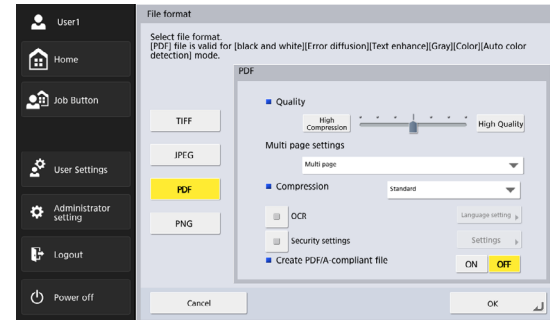 User1
Home
Job Button
User Settings
Administrator
setting
Logout
Power off
File format
Select file format.
[PDF] file is valid for [black and white][Error diffusion][Text enhance][Gray][Color][Auto color
detection] mode.
TIFF
JPEG
PDF
PNG
PDF
Quality
High
Compression
High Quality
Multi page settings
Multi page
Compression
Standard
OCR
Language setting
Security settings
Settings
Create PDF/A-compliant file
ON
OFF
Cancel
OK